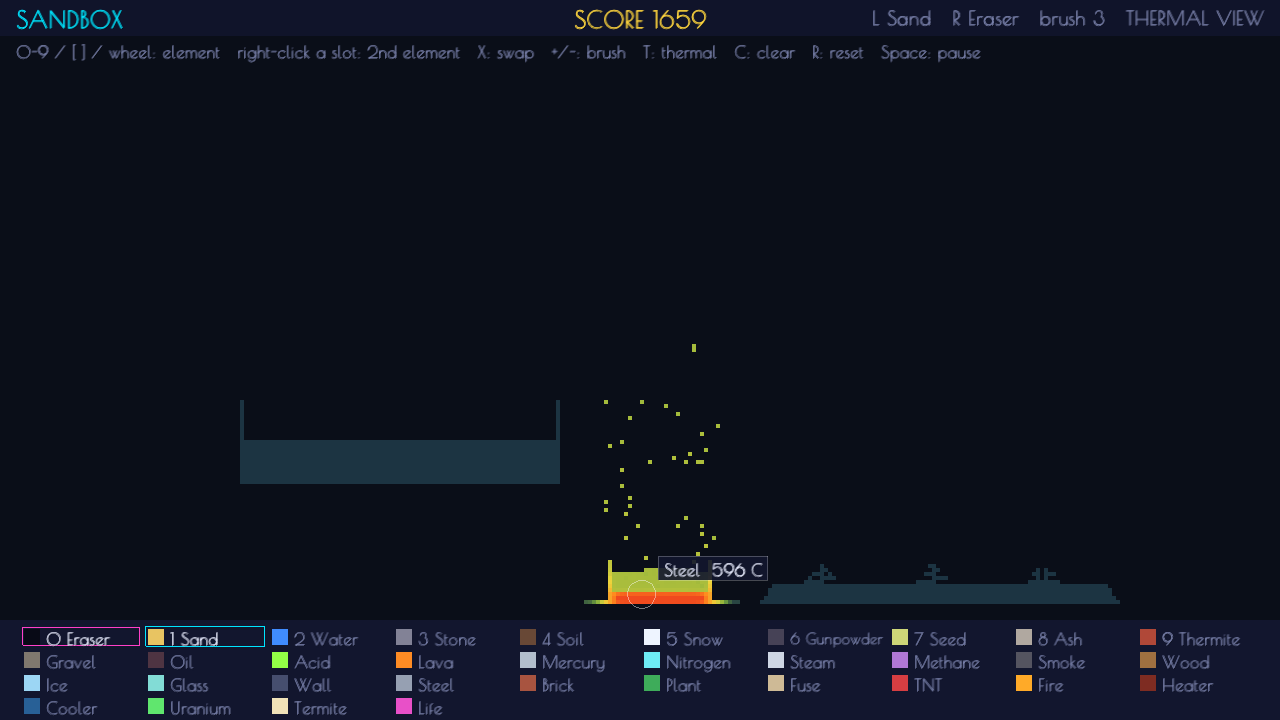 SANDBOX SCORE 1659 L Sand R Eraser brush 3 THERMAL VIEW
0-9 / [ ] / wheel: element right-click a slot: 2nd element X: swap +/-: brush T: thermal C: clear R: reset Space: pause
Steel 596 C
0 Eraser 1 Sand 2 Water 3 Stone 4 Soil 5 Snow 6 Gunpowder 7 Seed 8 Ash 9 Thermite
Gravel Oil Acid Lava Mercury Nitrogen Steam Methane Smoke Wood
Ice Glass Wall Steel Brick Plant Fuse TNT Fire Heater
Cooler Uranium Termite Life